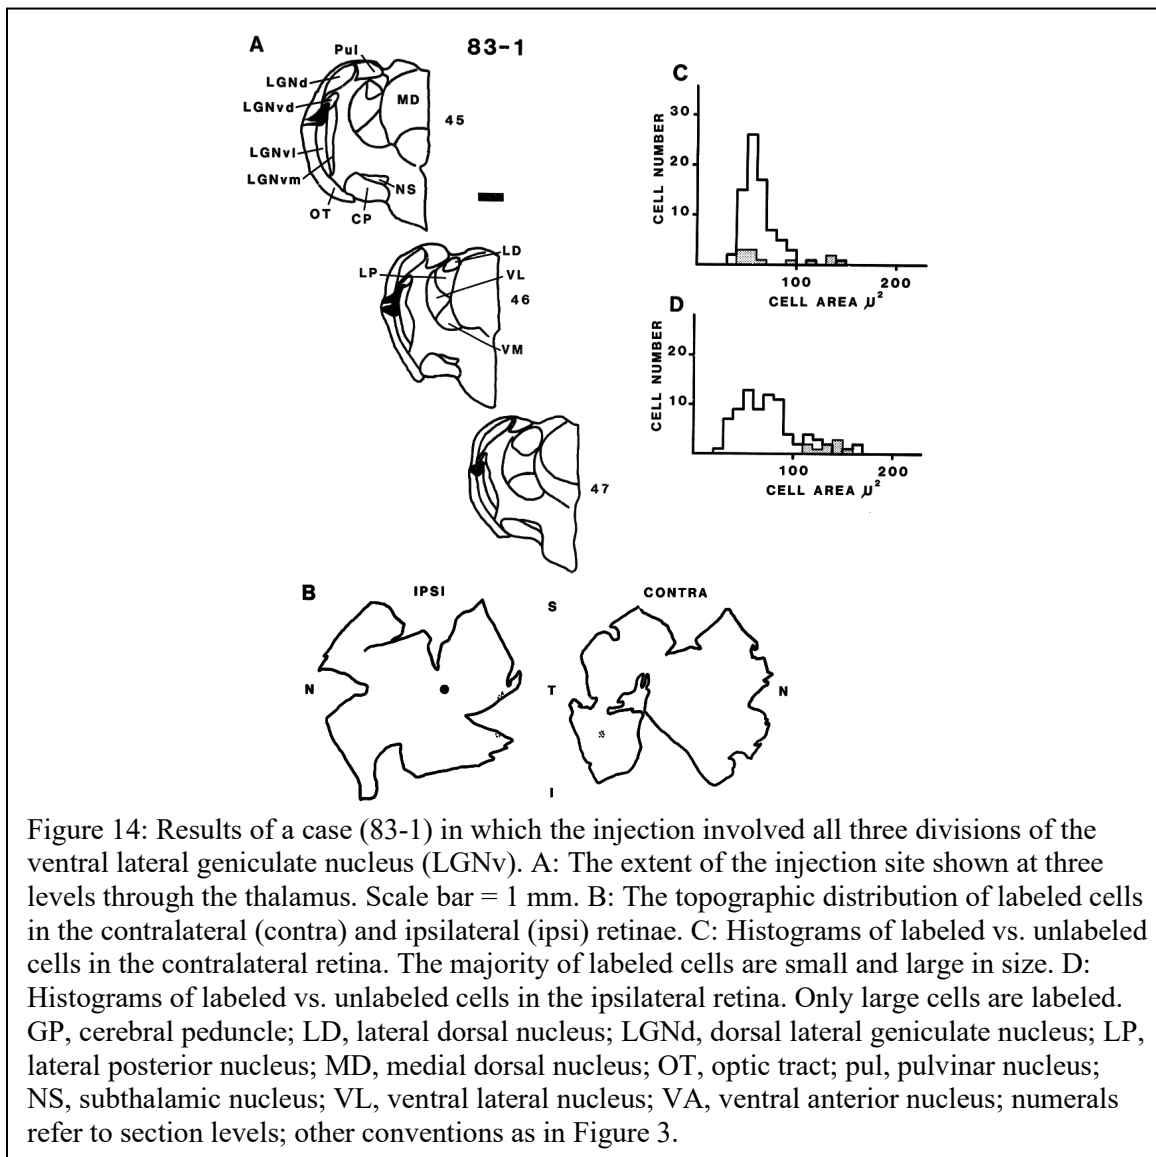 A
83-1
Pul
LGNd
LGNvd
MD
45
LGNvl
LGNvm
NS
OT
CP
LD
LP
VL
46
VM
47
C
CELL NUMBER
30
20
10
100
200
CELL AREA µ²
D
CELL NUMBER
20
10
100
200
CELL AREA µ²
B
IPSI
S
CONTRA
N
T
N
I
Figure 14: Results of a case (83-1) in which the injection involved all three divisions of the
ventral lateral geniculate nucleus (LGNv). A: The extent of the injection site shown at three
levels through the thalamus. Scale bar = 1 mm. B: The topographic distribution of labeled cells
in the contralateral (contra) and ipsilateral (ipsi) retinae. C: Histograms of labeled vs. unlabeled
cells in the contralateral retina. The majority of labeled cells are small and large in size. D:
Histograms of labeled vs. unlabeled cells in the ipsilateral retina. Only large cells are labeled.
GP, cerebral peduncle; LD, lateral dorsal nucleus; LGNd, dorsal lateral geniculate nucleus; LP,
lateral posterior nucleus; MD, medial dorsal nucleus; OT, optic tract; pul, pulvinar nucleus;
NS, subthalamic nucleus; VL, ventral lateral nucleus; VA, ventral anterior nucleus; numerals
refer to section levels; other conventions as in Figure 3.